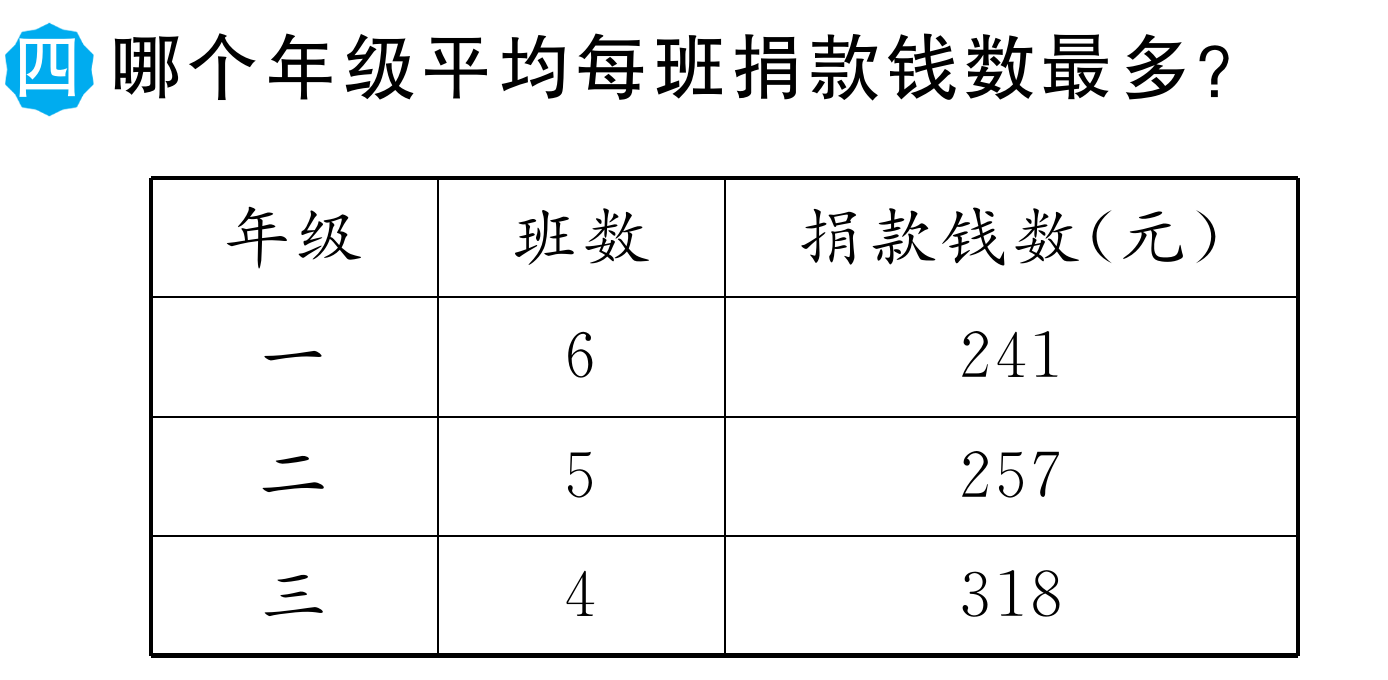 四 哪个年级平均每班捐款钱数最多?
年级 班数 捐款钱数(元)
一 6 241
二 5 257
三 4 318